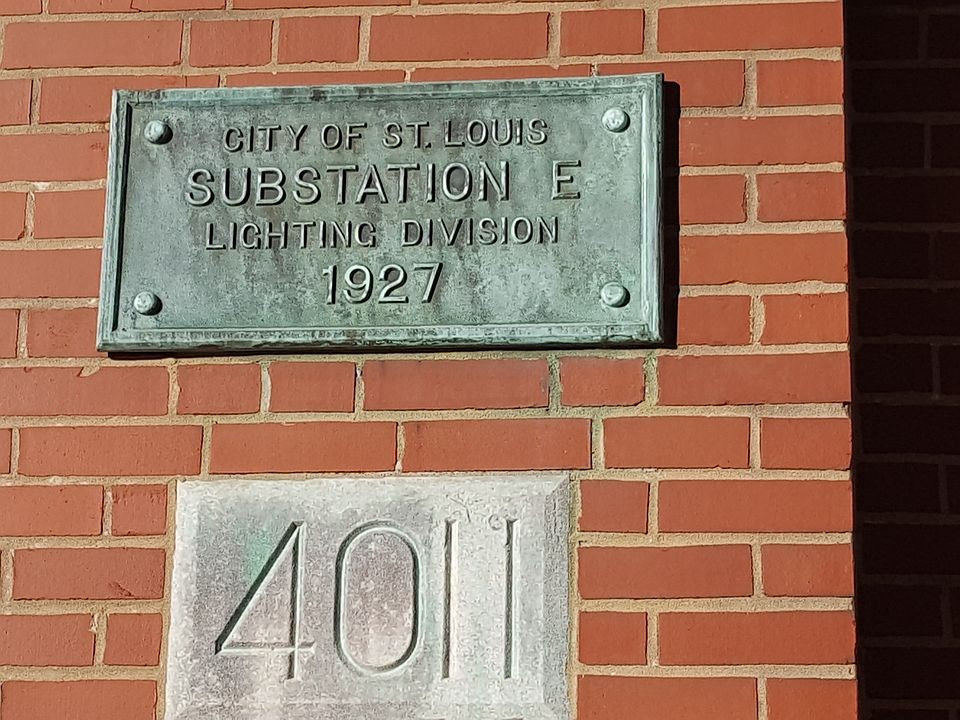 CITY OF ST. LOUIS
SUBSTATION E
LIGHTING DIVISION
1927
4011